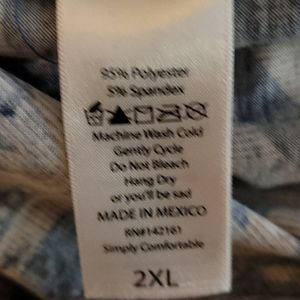 95% Polyester
5% Spandex
Machine Wash Cold
Gently Cycle
Do Not Bleach
Hang Dry
or you'll be sad
MADE IN MEXICO
RN#142161
Simply Comfortable
2XL